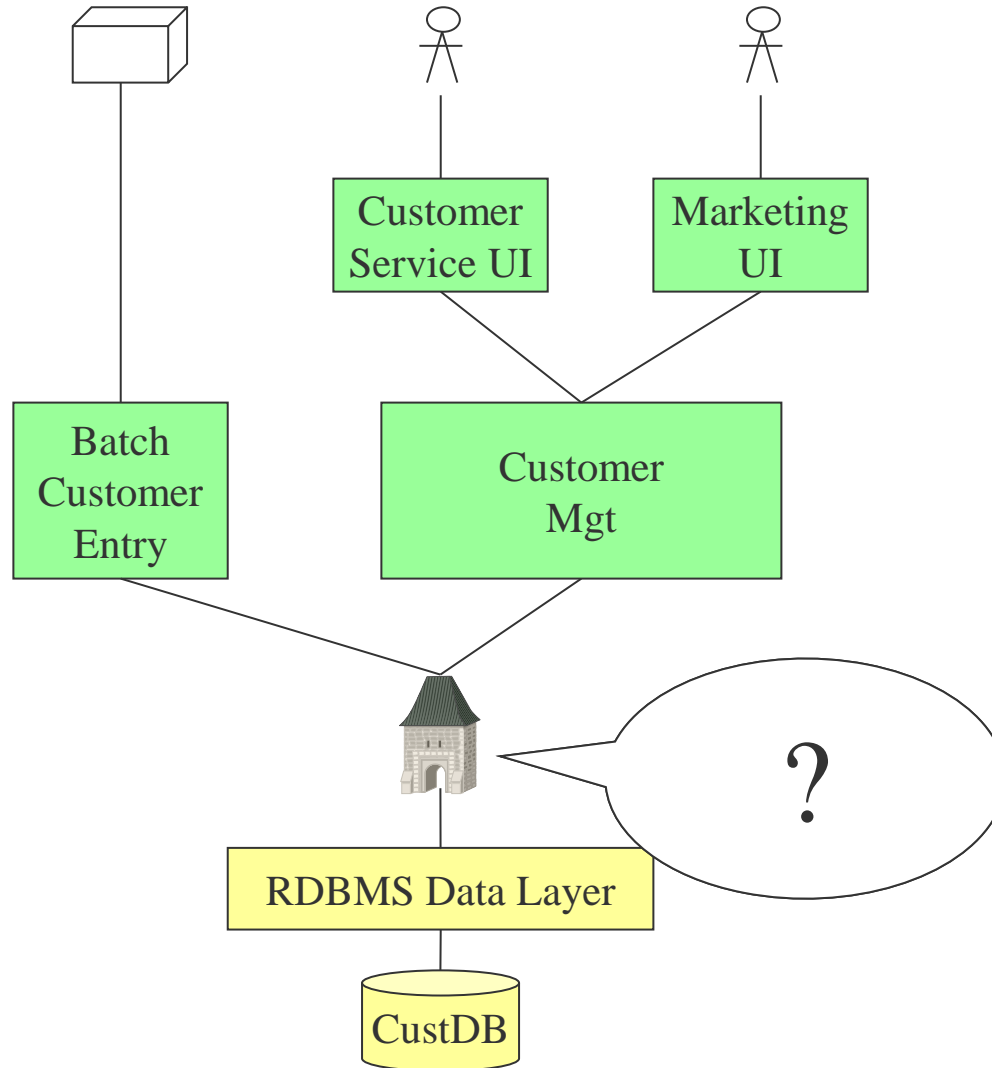 Customer
Service UI
Marketing
UI
Batch
Customer
Entry
Customer
Mgt
?
RDBMS Data Layer
CustDB